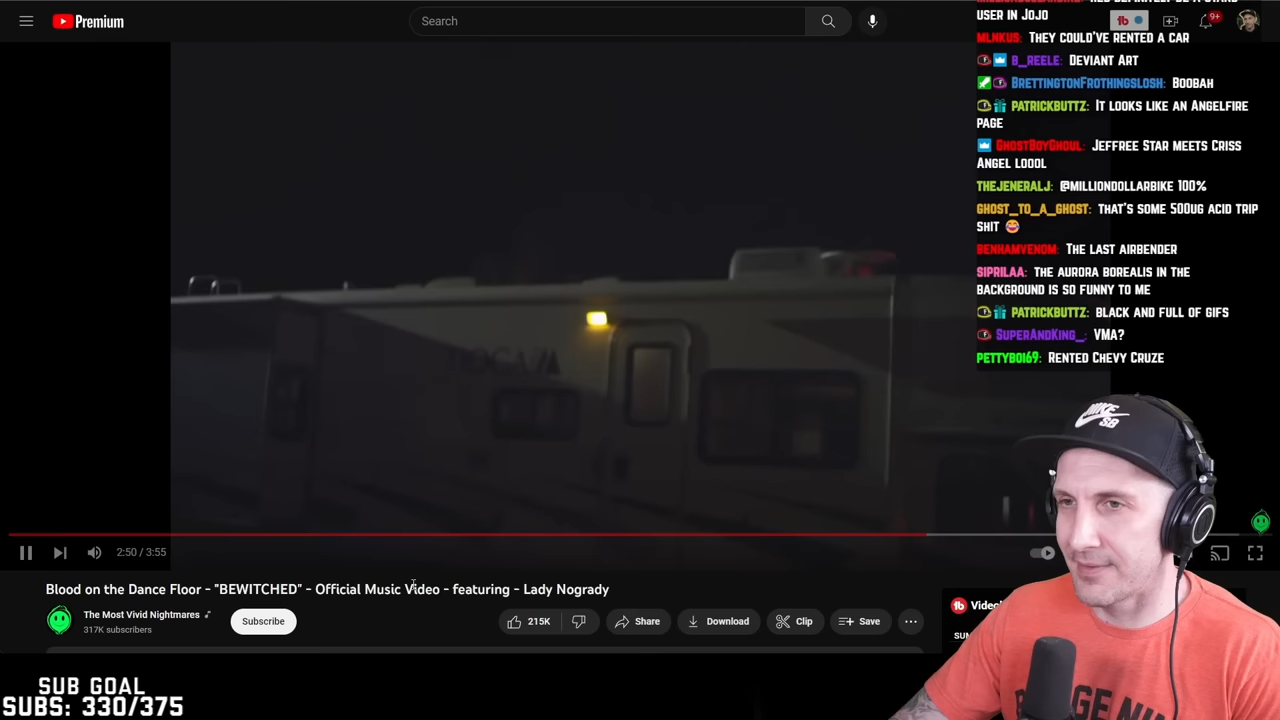 Premium
Search
9+
USER IN JOJO
MLNKUS: THEY COULD'VE RENTED A CAR
B_REELE: DEVIANT ART
BRETTINGTONFROTHINGSLOSH: BOOBAH
PATRICKBUTTZ: IT LOOKS LIKE AN ANGELFIRE
PAGE
GHOSTBOYGHOUL: JEFFREE STAR MEETS CRISS
ANGEL LOOOL
THEJENERALJ: @MILLIONDOLLARBIKE 100%
GHOST_TO_A_GHOST: THAT'S SOME 500UG ACID TRIP
SHIT
BENHAMVENOM: THE LAST AIRBENDER
SIPRILAA: THE AURORA BOREALIS IN THE
BACKGROUND IS SO FUNNY TO ME
PATRICKBUTTZ: BLACK AND FULL OF GIFS
SUPERANDKING_: VMA?
PETTYBOI69: RENTED CHEVY CRUZE
NIKE
SB
2:50 / 3:55
Blood on the Dance Floor - "BEWITCHED" - Official Music Video - featuring - Lady Nogrady
The Most Vivid Nightmares
317K subscribers
Subscribe
215K
Share
Download
Clip
Save
fb Video
SUB GOAL
SUBS: 330/375